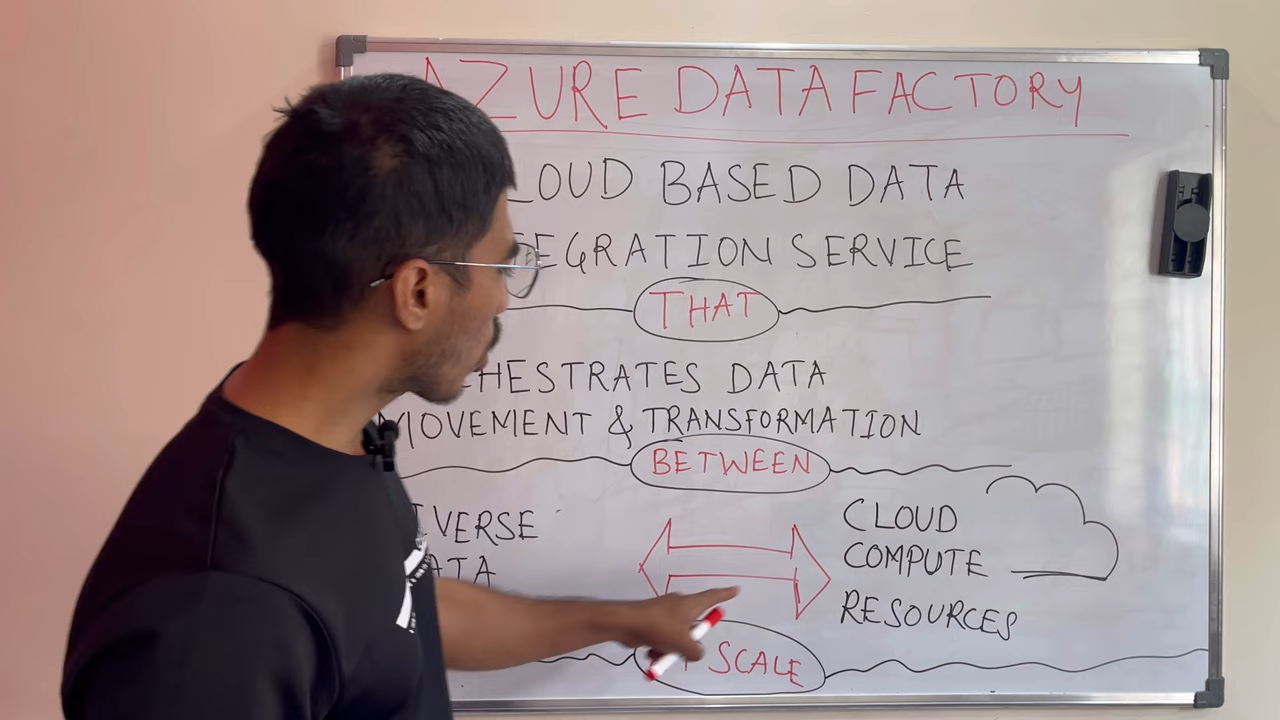 AZURE DATA FACTORY
LOUD BASED DATA
EGRATION SERVICE
THAT
CHESTRATES DATA
MOVEMENT & TRANSFORMATION
BETWEEN
IVERSE
ATA
CLOUD
COMPUTE
RESOURCES
SCALE